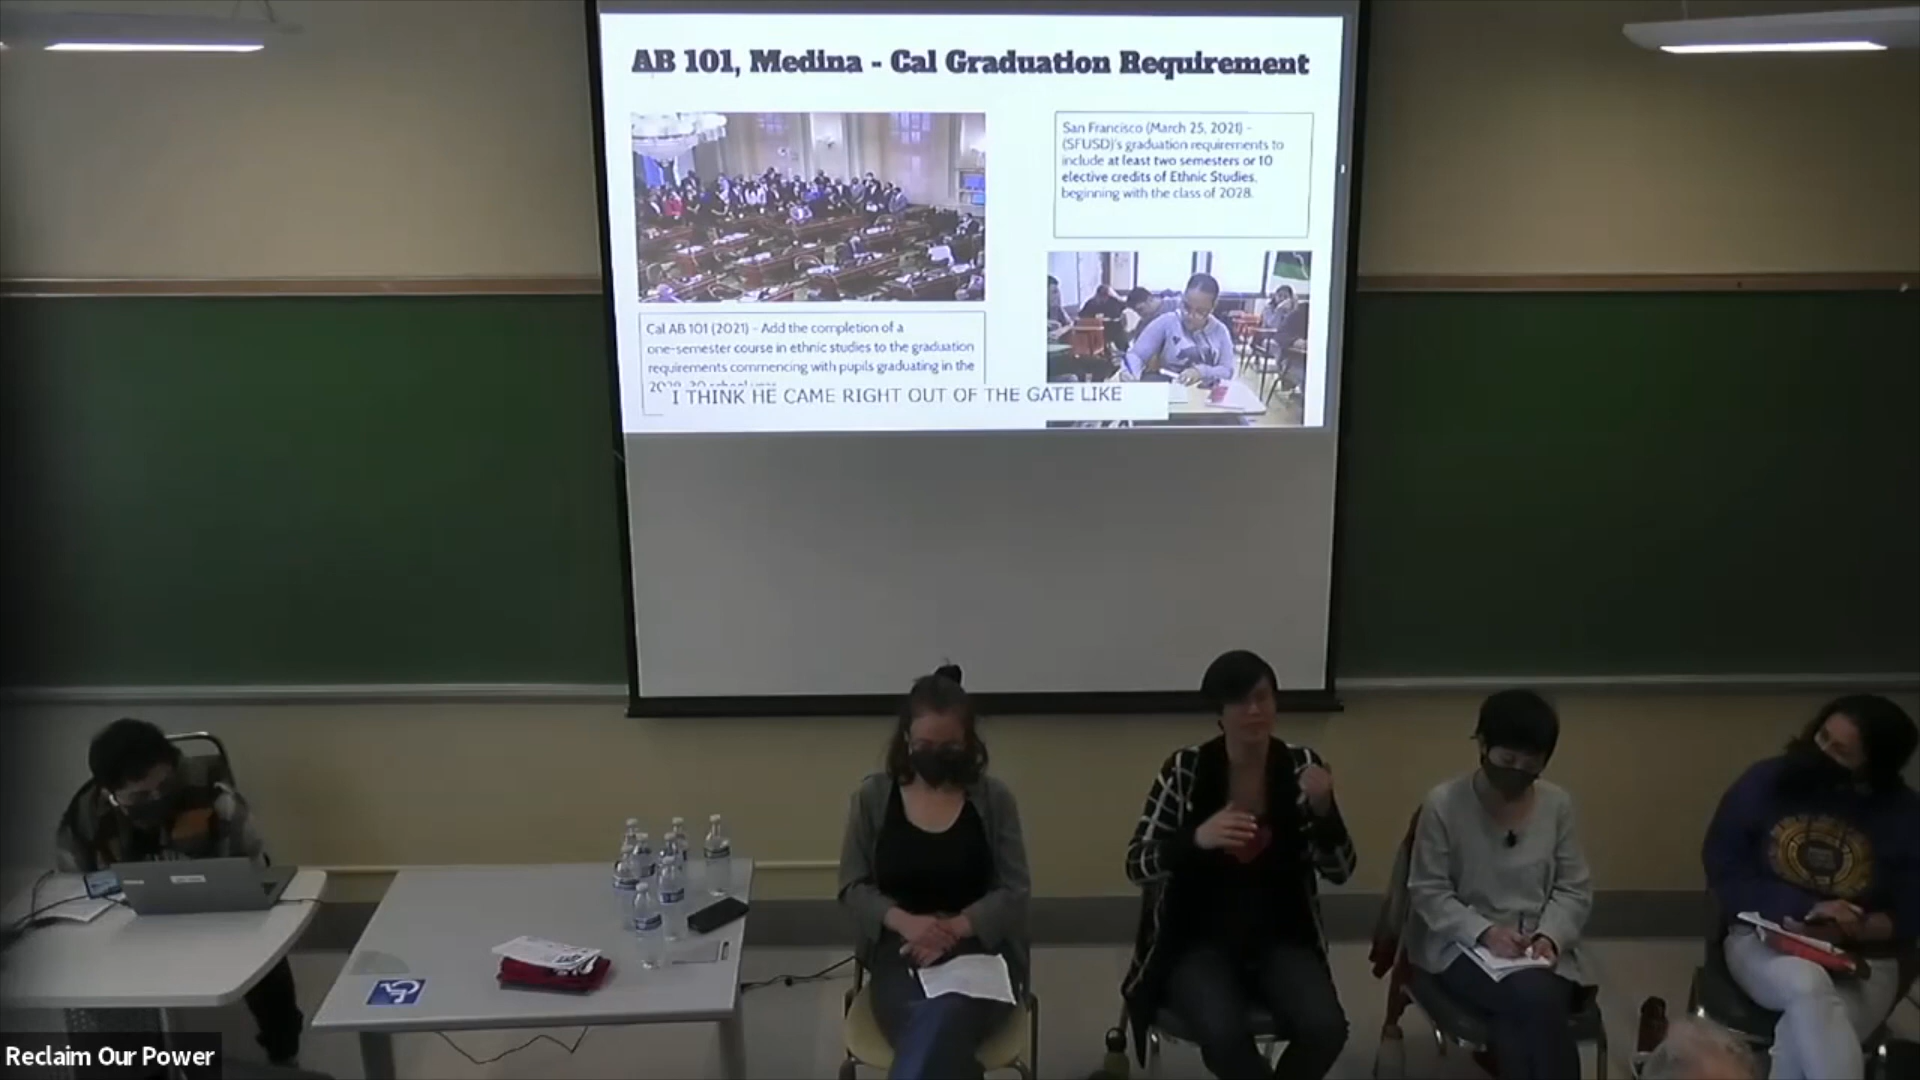 AB 101, Medina - Cal Graduation Requirement
San Francisco (March 25, 2021) -
(SFUSD)'s graduation requirements to
include at least two semesters or 10
elective credits of Ethnic Studies,
beginning with the class of 2028.
Cal AB 101 (2021) - Add the completion of a
one-semester course in ethnic studies to the graduation
requirements commencing with pupils graduating in the
I THINK HE CAME RIGHT OUT OF THE GATE LIKE
Reclaim Our Power